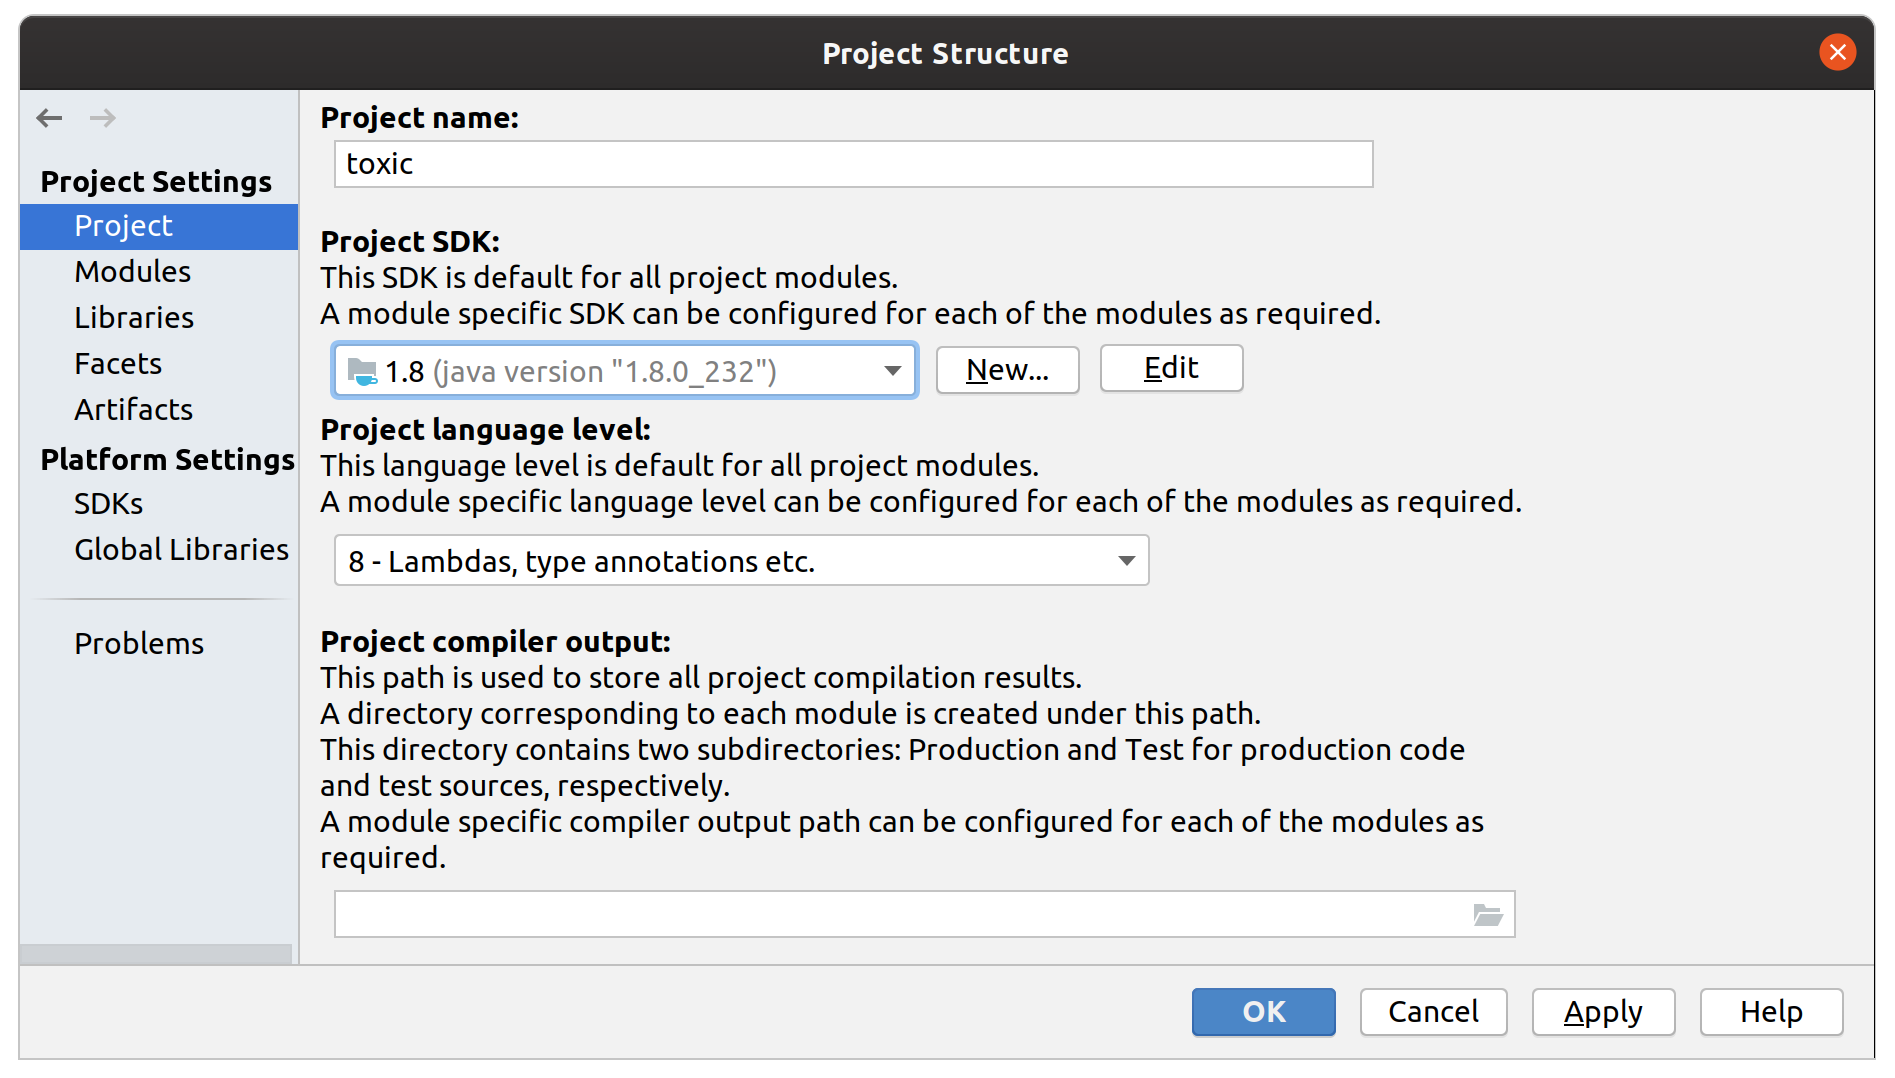 Project Structure
Project Settings
Project
Modules
Libraries
Facets
Artifacts
Platform Settings
SDKs
Global Libraries
Problems
Project name:
toxic
Project SDK:
This SDK is default for all project modules.
A module specific SDK can be configured for each of the modules as required.
1.8 (java version "1.8.0_232")
New...
Edit
Project language level:
This language level is default for all project modules.
A module specific language level can be configured for each of the modules as required.
8 - Lambdas, type annotations etc.
Project compiler output:
This path is used to store all project compilation results.
A directory corresponding to each module is created under this path.
This directory contains two subdirectories: Production and Test for production code
and test sources, respectively.
A module specific compiler output path can be configured for each of the modules as
required.
OK
Cancel
Apply
Help